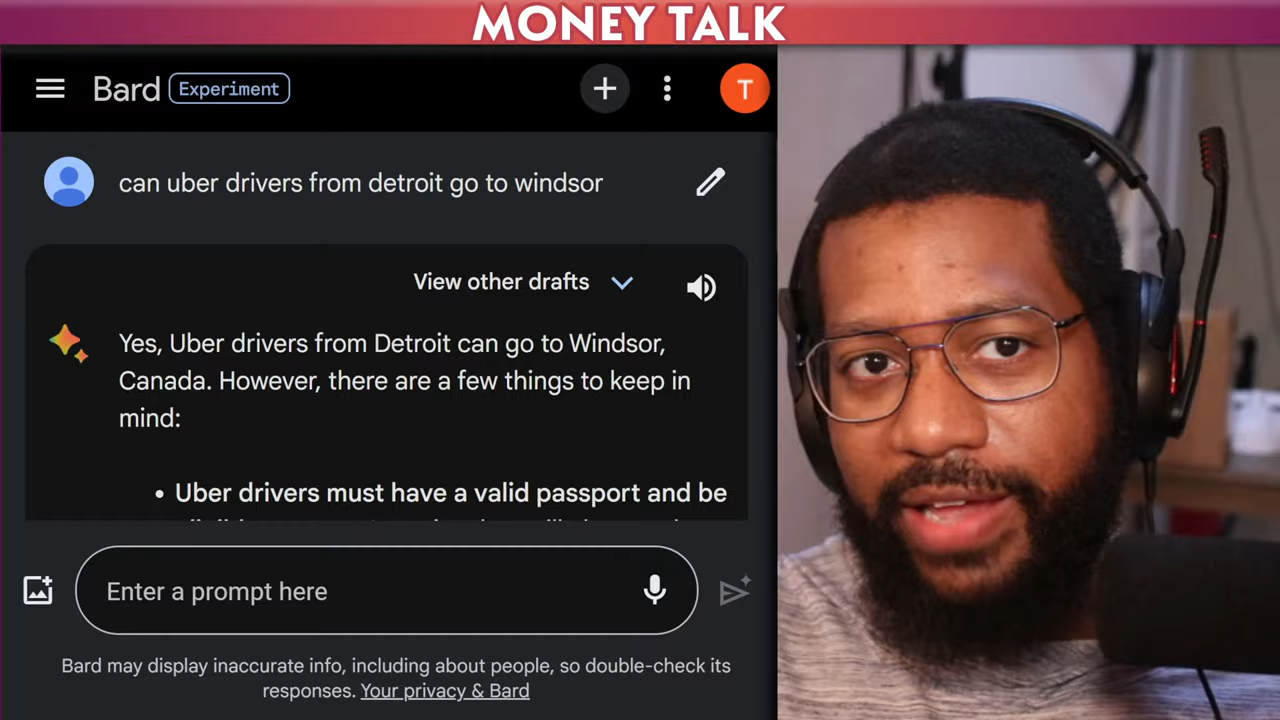 MONEY TALK
Bard Experiment
T
can uber drivers from detroit go to windsor
View other drafts
Yes, Uber drivers from Detroit can go to Windsor,
Canada. However, there are a few things to keep in
mind:
• Uber drivers must have a valid passport and be
Enter a prompt here
Bard may display inaccurate info, including about people, so double-check its
responses. Your privacy & Bard